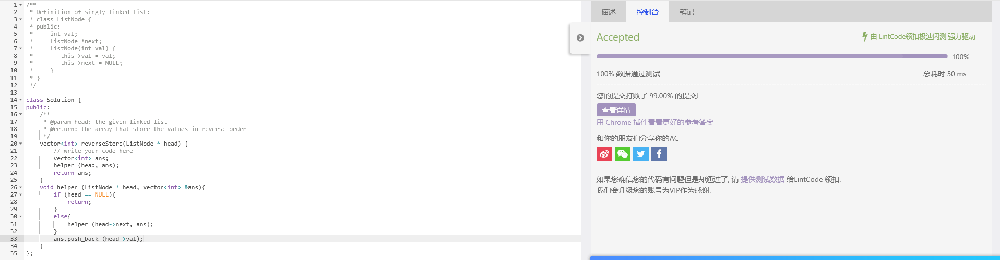 1 /**
2  * Definition of singly-linked-list:
3  * class ListNode {
4  * public:
5  *     int val;
6  *     ListNode *next;
7  *     ListNode(int val) {
8  *        this->val = val;
9  *        this->next = NULL;
10  *     }
11 * }
12  */
13
14 class Solution {
15 public:
16     /**
17      * @param head: the given linked list
18      * @return: the array that store the values in reverse order
19      */
20     vector<int> reverseStore(ListNode * head) {
21         // write your code here
22         vector<int> ans;
23         helper (head, ans);
24         return ans;
25     }
26     void helper (ListNode * head, vector<int> &ans){
27         if (head == NULL){
28             return;
29         }
30         else{
31             helper (head->next, ans);
32         }
33         ans.push_back (head->val);
34     }
35 };
描述 控制台 笔记
Accepted
由 LintCode领扣极速闪测 强力驱动
100%
100% 数据通过测试 总耗时 50 ms
您的提交打败了 99.00% 的提交!
查看详情
用 Chrome 插件看看更好的参考答案
和你的朋友们分享你的AC
如果您确信您的代码有问题但是却通过了, 请 提供测试数据 给LintCode 领扣.
我们会升级您的账号为VIP作为感谢.